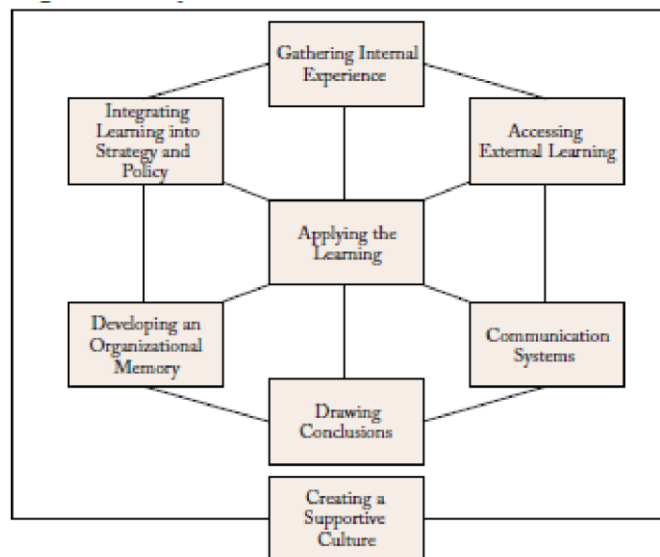 Gathering Internal
Experience
Integrating
Learning into
Strategy and
Policy
Accessing
External Learning
Applying the
Learning
Developing an
Organizational
Memory
Communication
Systems
Drawing
Conclusions
Creating a
Supportive
Culture